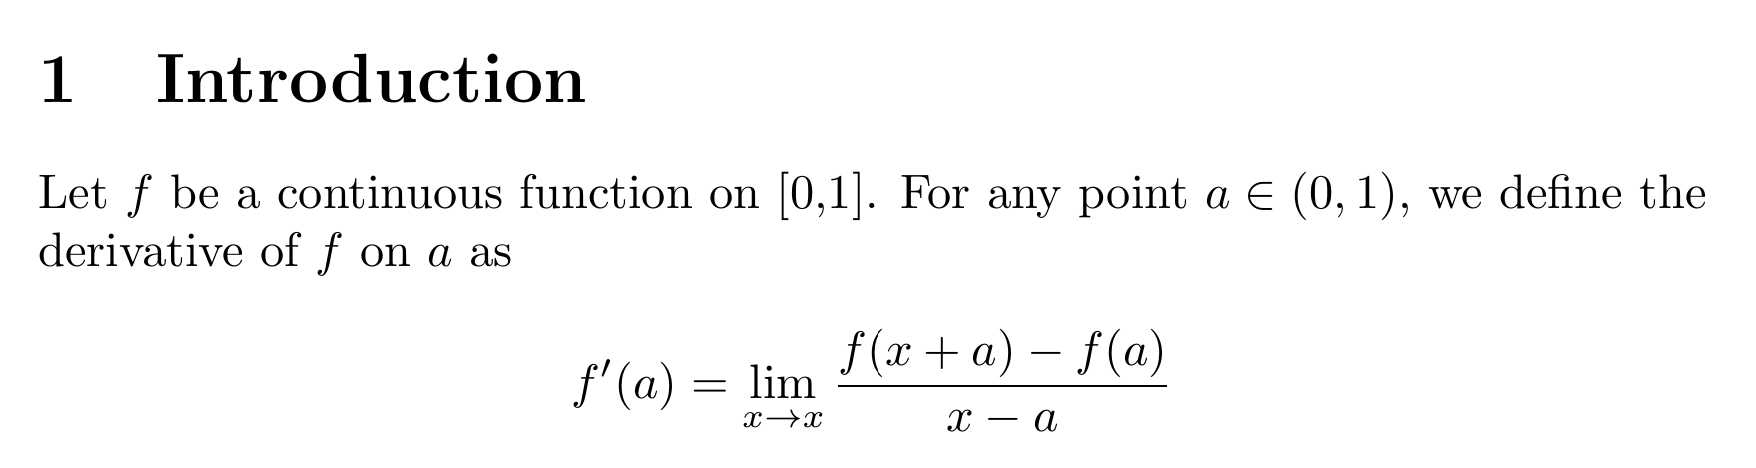 1 Introduction
Let f be a continuous function on [0,1]. For any point a ∈ (0, 1), we define the
derivative of f on a as
f′(a) = lim_{x→x} \frac{f(x + a) − f(a)}{x − a}